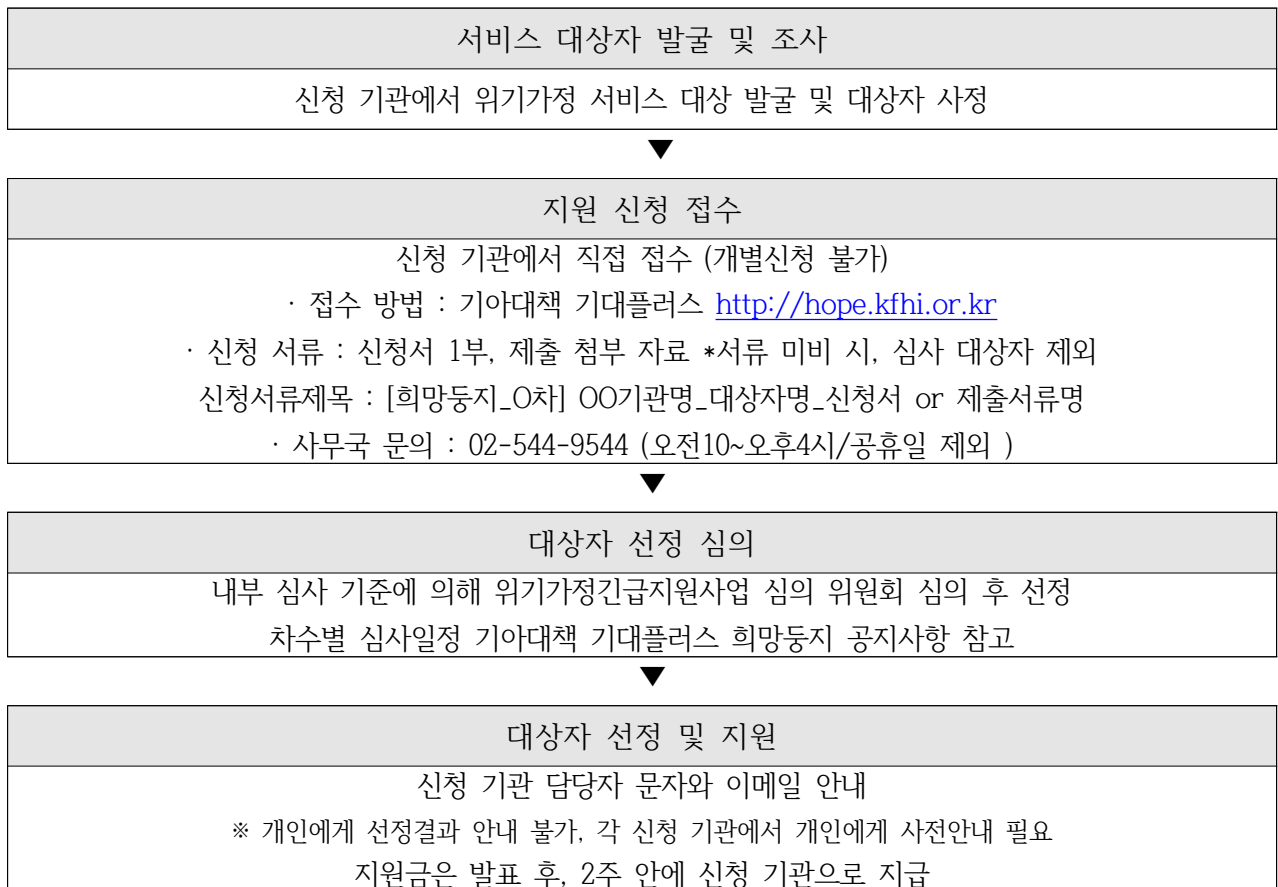 서비스 대상자 발굴 및 조사
신청 기관에서 위기가정 서비스 대상 발굴 및 대상자 사정
▼
지원 신청 접수
신청 기관에서 직접 접수 (개별신청 불가)
· 접수 방법 : 기아대책 기대플러스 http://hope.kfhi.or.kr
· 신청 서류 : 신청서 1부, 제출 첨부 자료 *서류 미비 시, 심사 대상자 제외
신청서류제목 : [희망둥지_O차] OO기관명_대상자명_신청서 or 제출서류명
· 사무국 문의 : 02-544-9544 (오전10~오후4시/공휴일 제외 )
▼
대상자 선정 심의
내부 심사 기준에 의해 위기가정긴급지원사업 심의 위원회 심의 후 선정
차수별 심사일정 기아대책 기대플러스 희망둥지 공지사항 참고
▼
대상자 선정 및 지원
신청 기관 담당자 문자와 이메일 안내
※ 개인에게 선정결과 안내 불가, 각 신청 기관에서 개인에게 사전안내 필요
지원금은 발표 후, 2주 안에 신청 기관으로 지급